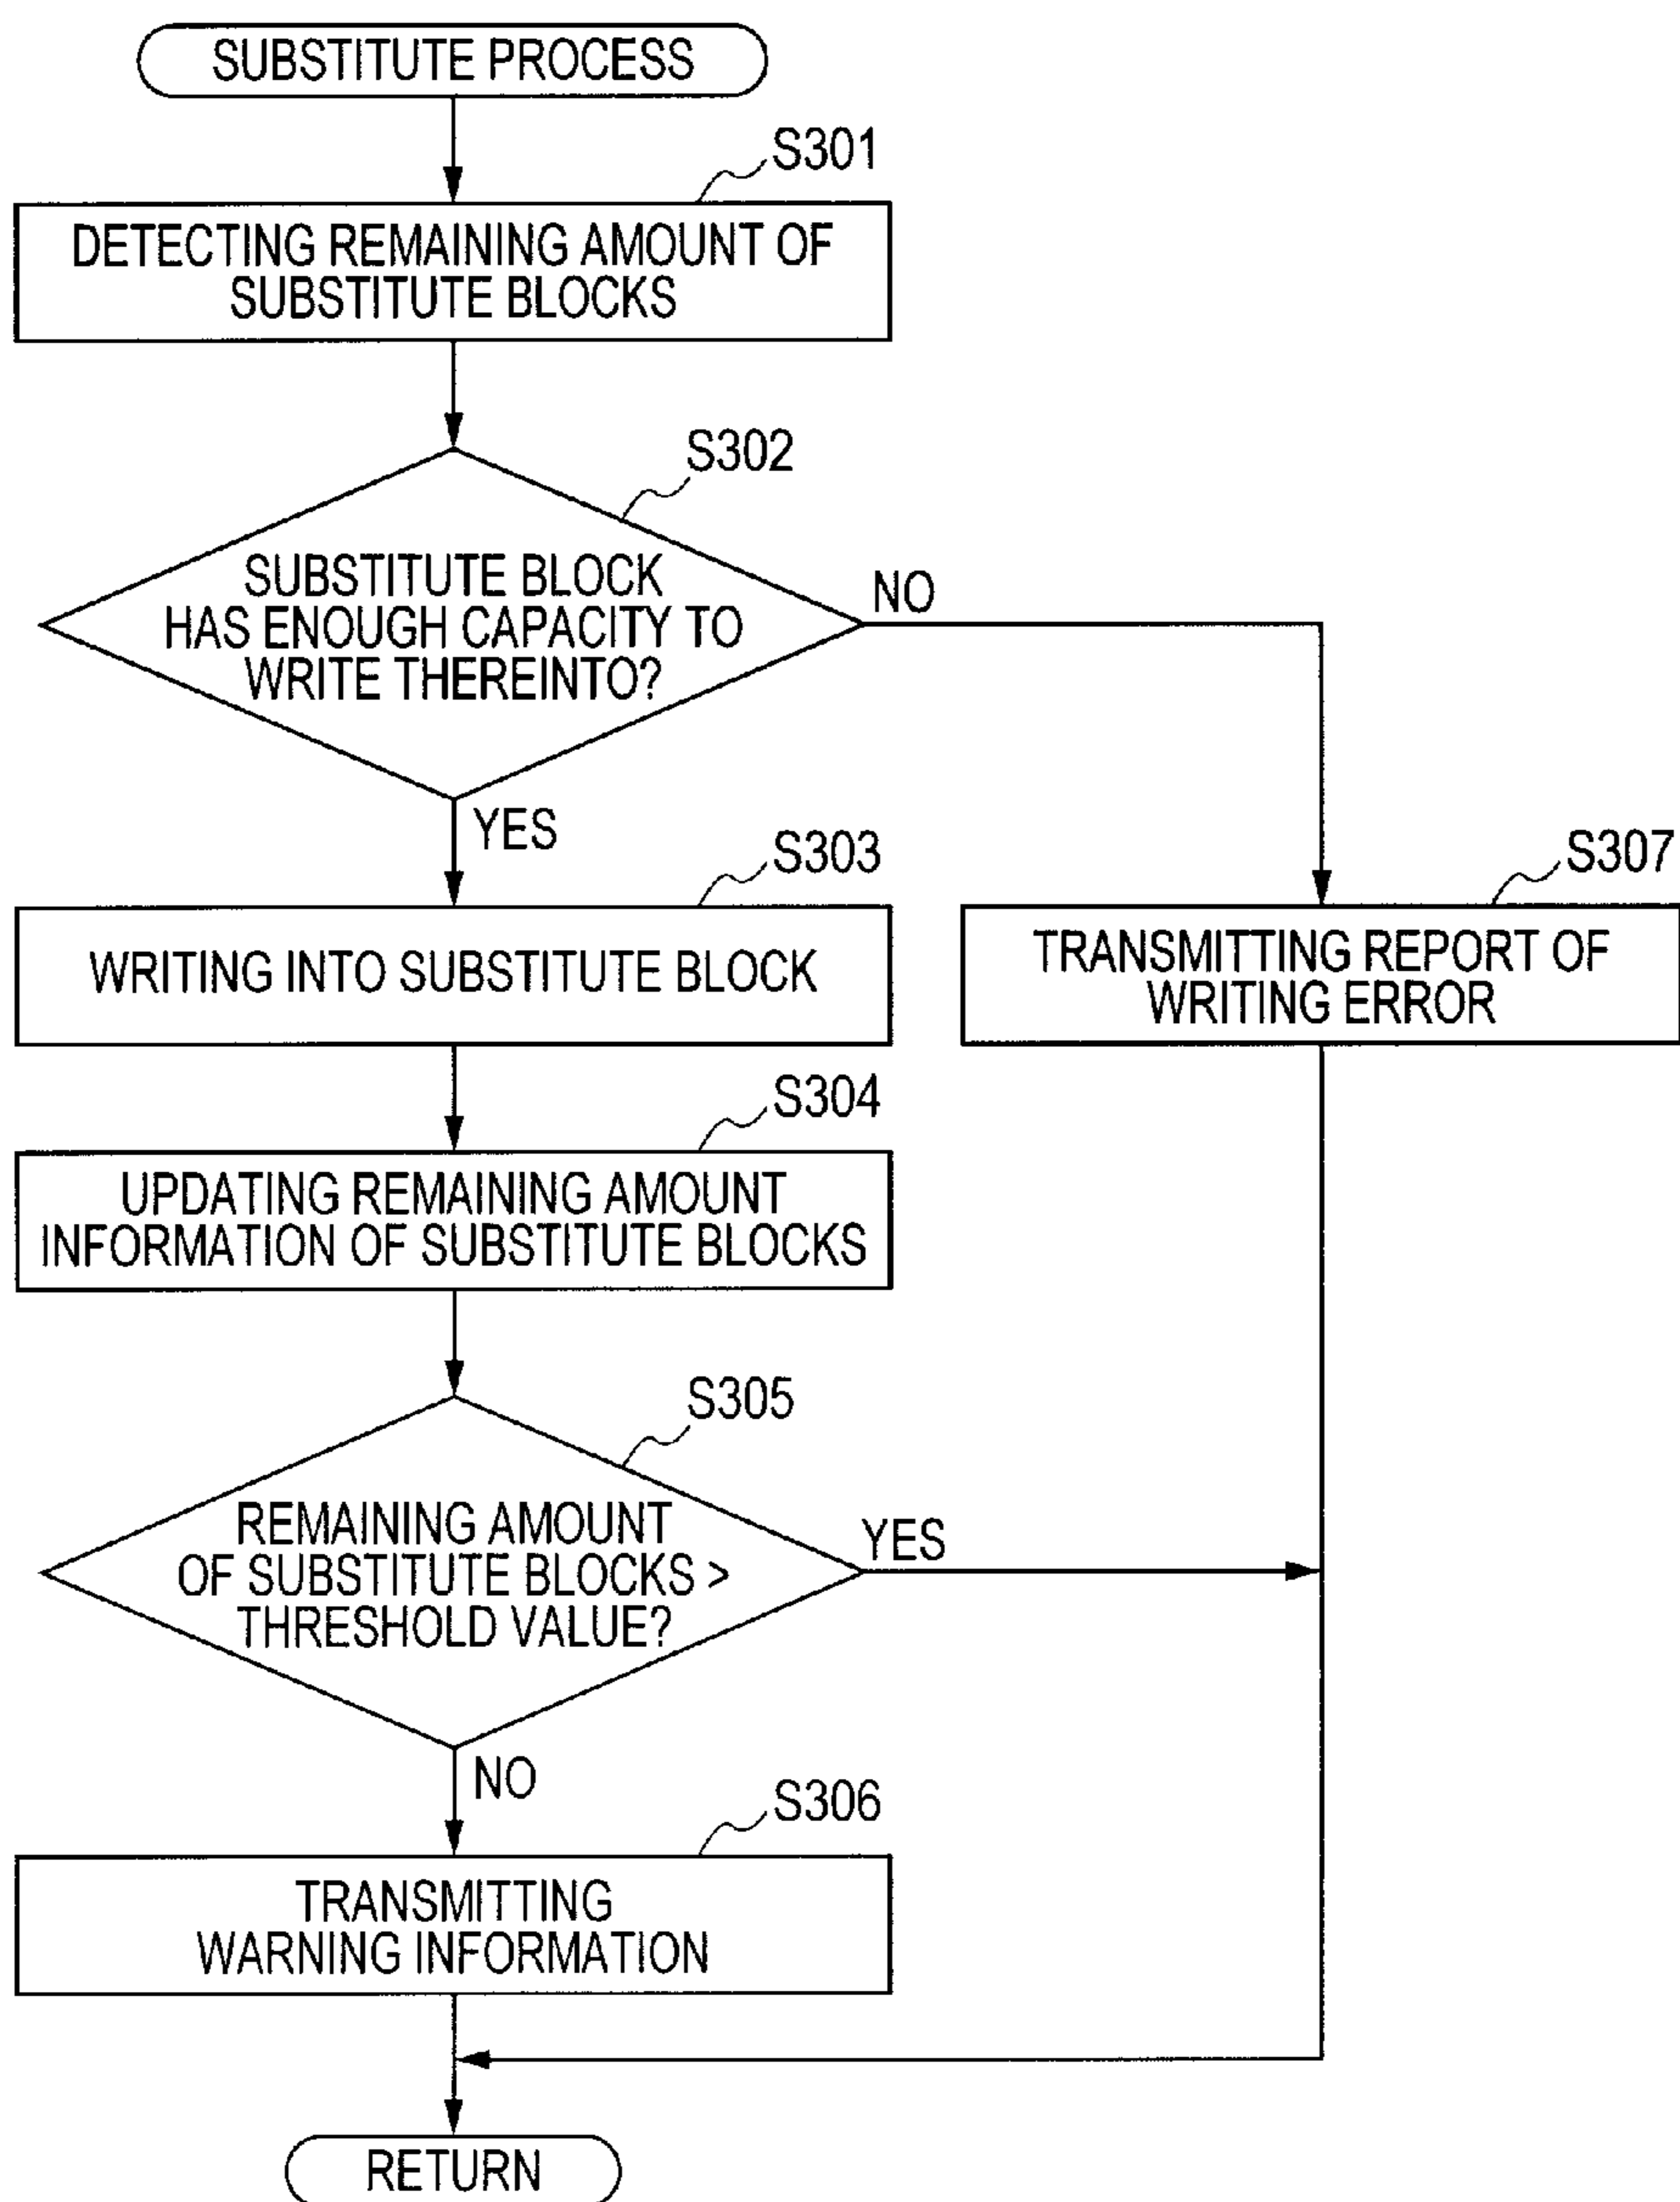 SUBSTITUTE PROCESS
S301
DETECTING REMAINING AMOUNT OF
SUBSTITUTE BLOCKS
S302
SUBSTITUTE BLOCK
HAS ENOUGH CAPACITY TO
WRITE THEREINTO?
NO
YES
S303
WRITING INTO SUBSTITUTE BLOCK
S307
TRANSMITTING REPORT OF
WRITING ERROR
S304
UPDATING REMAINING AMOUNT
INFORMATION OF SUBSTITUTE BLOCKS
S305
REMAINING AMOUNT
OF SUBSTITUTE BLOCKS >
THRESHOLD VALUE?
YES
NO
S306
TRANSMITTING
WARNING INFORMATION
RETURN